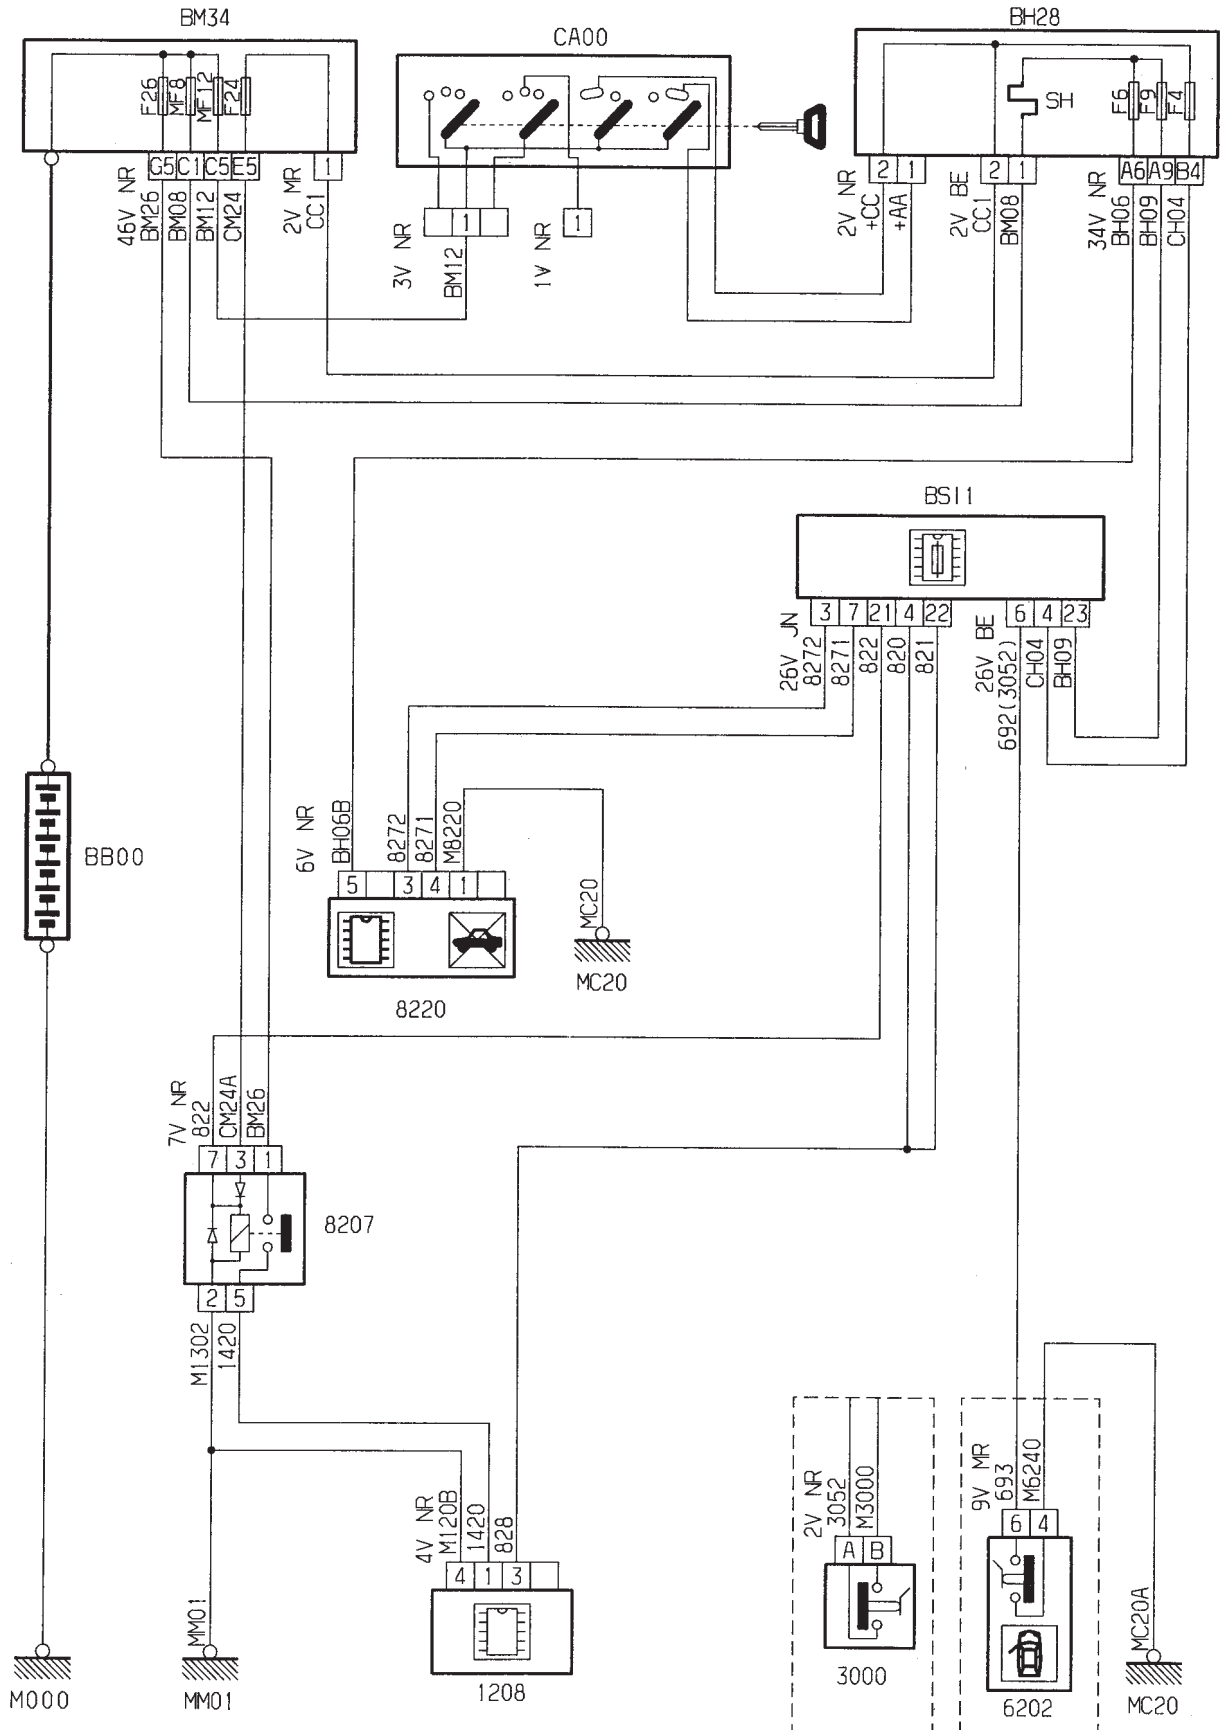 BM34
CA00
BH28
F26
MF8
MF12
F24
SH
F6
F9
F4
G5 C1 C5 E5 1
2 1 2 1 A6 A9 B4
46V NR
BM26
BM08
BM12
CM24
2V MR
CC1
3V NR
1
BM12
1V NR
1
2V NR
+CC
+AA
2V BE
CC1
BM08
34V NR
BH06
BH09
CH04
BSI1
3 7 21 4 22 6 4 23
26V JN
8272
8271
822
820
821
26V BE
692(3052)
CH04
BH09
BB00
6V NR
BH06B
8272
8271
M8220
5 3 4 1
MC20
MC20
8220
7V NR
822
CM24A
BM26
7 3 1
8207
2 5
M1302
1420
4V NR
M120B
1420
828
4 1 3
1208
MM01
MM01
M000
2V NR
3052
M3000
A B
3000
9V MR
693
M6240
6 4
6202
MC20A
MC20